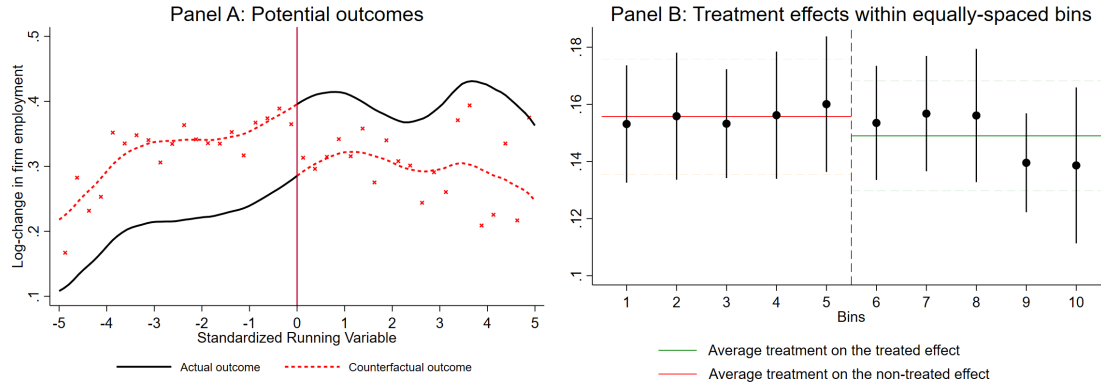 Panel A: Potential outcomes
Log-change in firm employment
.5
.4
.3
.2
.1
-5 -4 -3 -2 -1 0 1 2 3 4 5
Standardized Running Variable
Actual outcome Counterfactual outcome
Panel B: Treatment effects within equally-spaced bins
.18
.16
.14
.12
.1
1 2 3 4 5 6 7 8 9 10
Bins
Average treatment on the treated effect
Average treatment on the non-treated effect